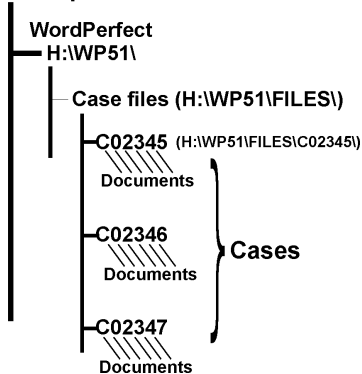 WordPerfect
H:\WP51\
Case files (H:\WP51\FILES\)
C02345 (H:\WP51\FILES\C02345\)
Documents
C02346
Documents
Cases
C02347
Documents